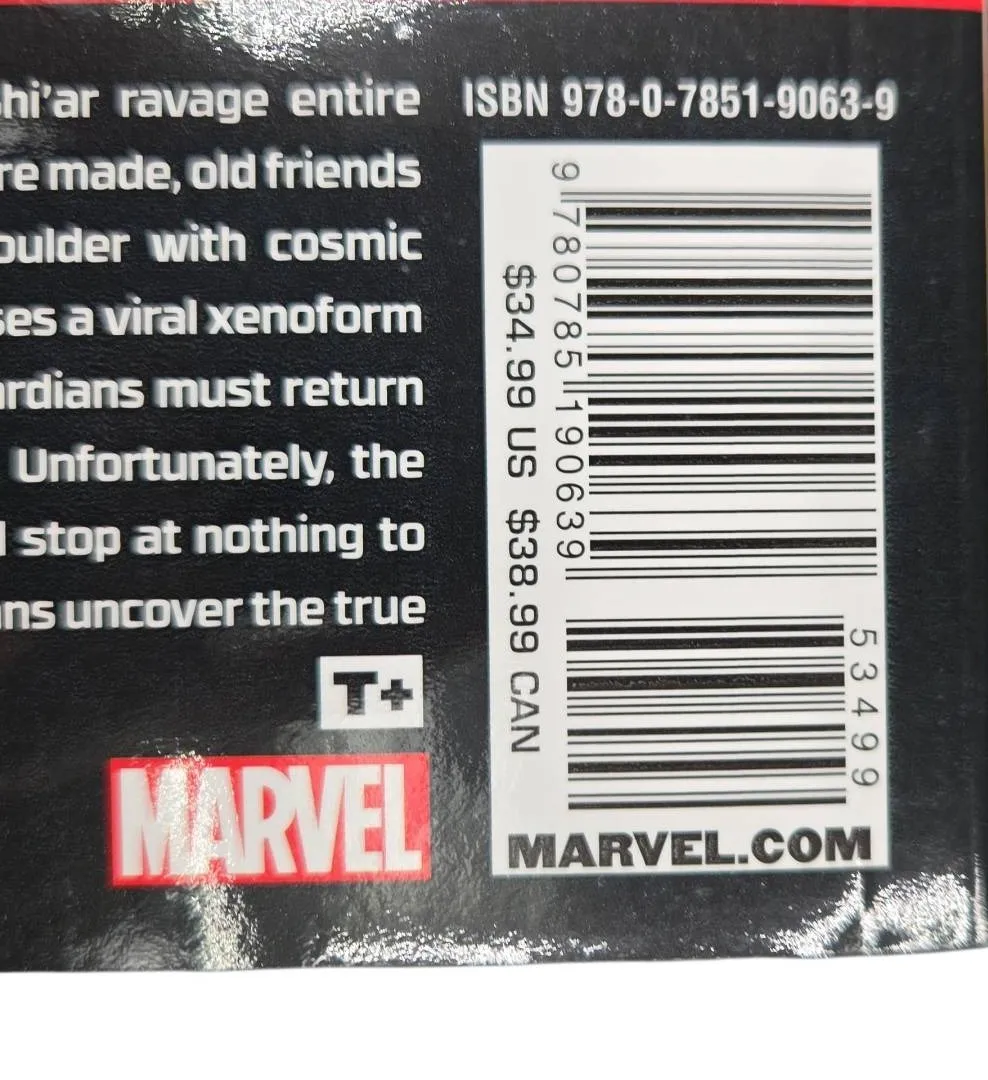 hi'ar ravage entire
re made, old friends
oulder with cosmic
ses a viral xenoform
ardians must return
Unfortunately, the
stop at nothing to
ns uncover the true
T+
MARVEL
ISBN 978-0-7851-9063-9
9 780785 190639
$34.99 US $38.99 CAN
53499
MARVEL.COM